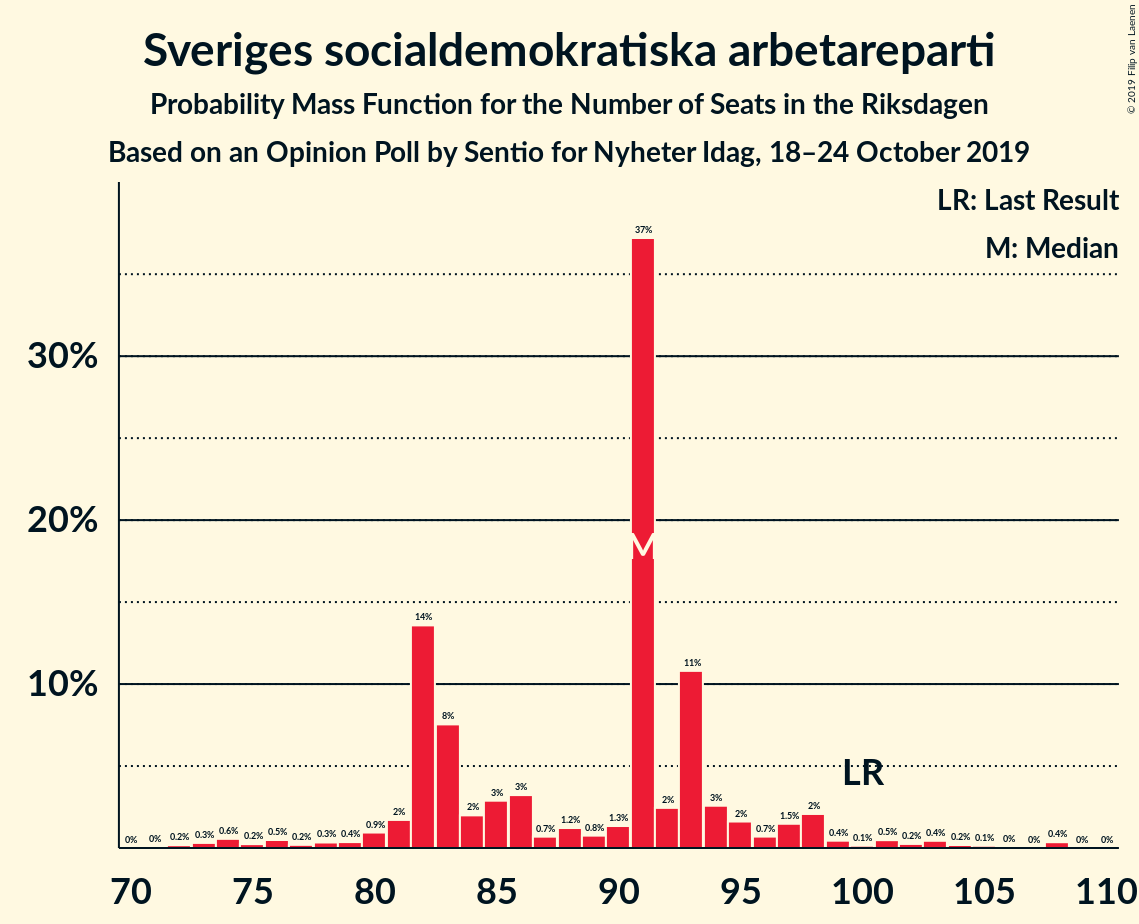 Sveriges socialdemokratiska arbetareparti
Probability Mass Function for the Number of Seats in the Riksdagen
Based on an Opinion Poll by Sentio for Nyheter Idag, 18–24 October 2019
© 2019 Filip van Laenen
LR: Last Result
M: Median
37%
30%
20%
M
14%
11%
10%
8%
LR
0% 0% 0.2% 0.3% 0.6% 0.2% 0.5% 0.2% 0.3% 0.4% 0.9% 2% 2% 3% 3% 0.7% 1.2% 0.8% 1.3% 2% 3% 2% 0.7% 1.5% 2% 0.4% 0.1% 0.5% 0.2% 0.4% 0.2% 0.1% 0% 0% 0.4% 0% 0%
70 75 80 85 90 95 100 105 110